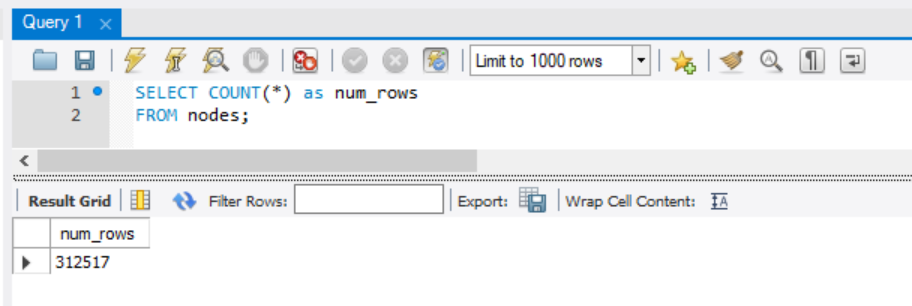 Query 1
Limit to 1000 rows
1 SELECT COUNT(*) as num_rows
2 FROM nodes;
Result Grid Filter Rows: Export: Wrap Cell Content:
num_rows
312517